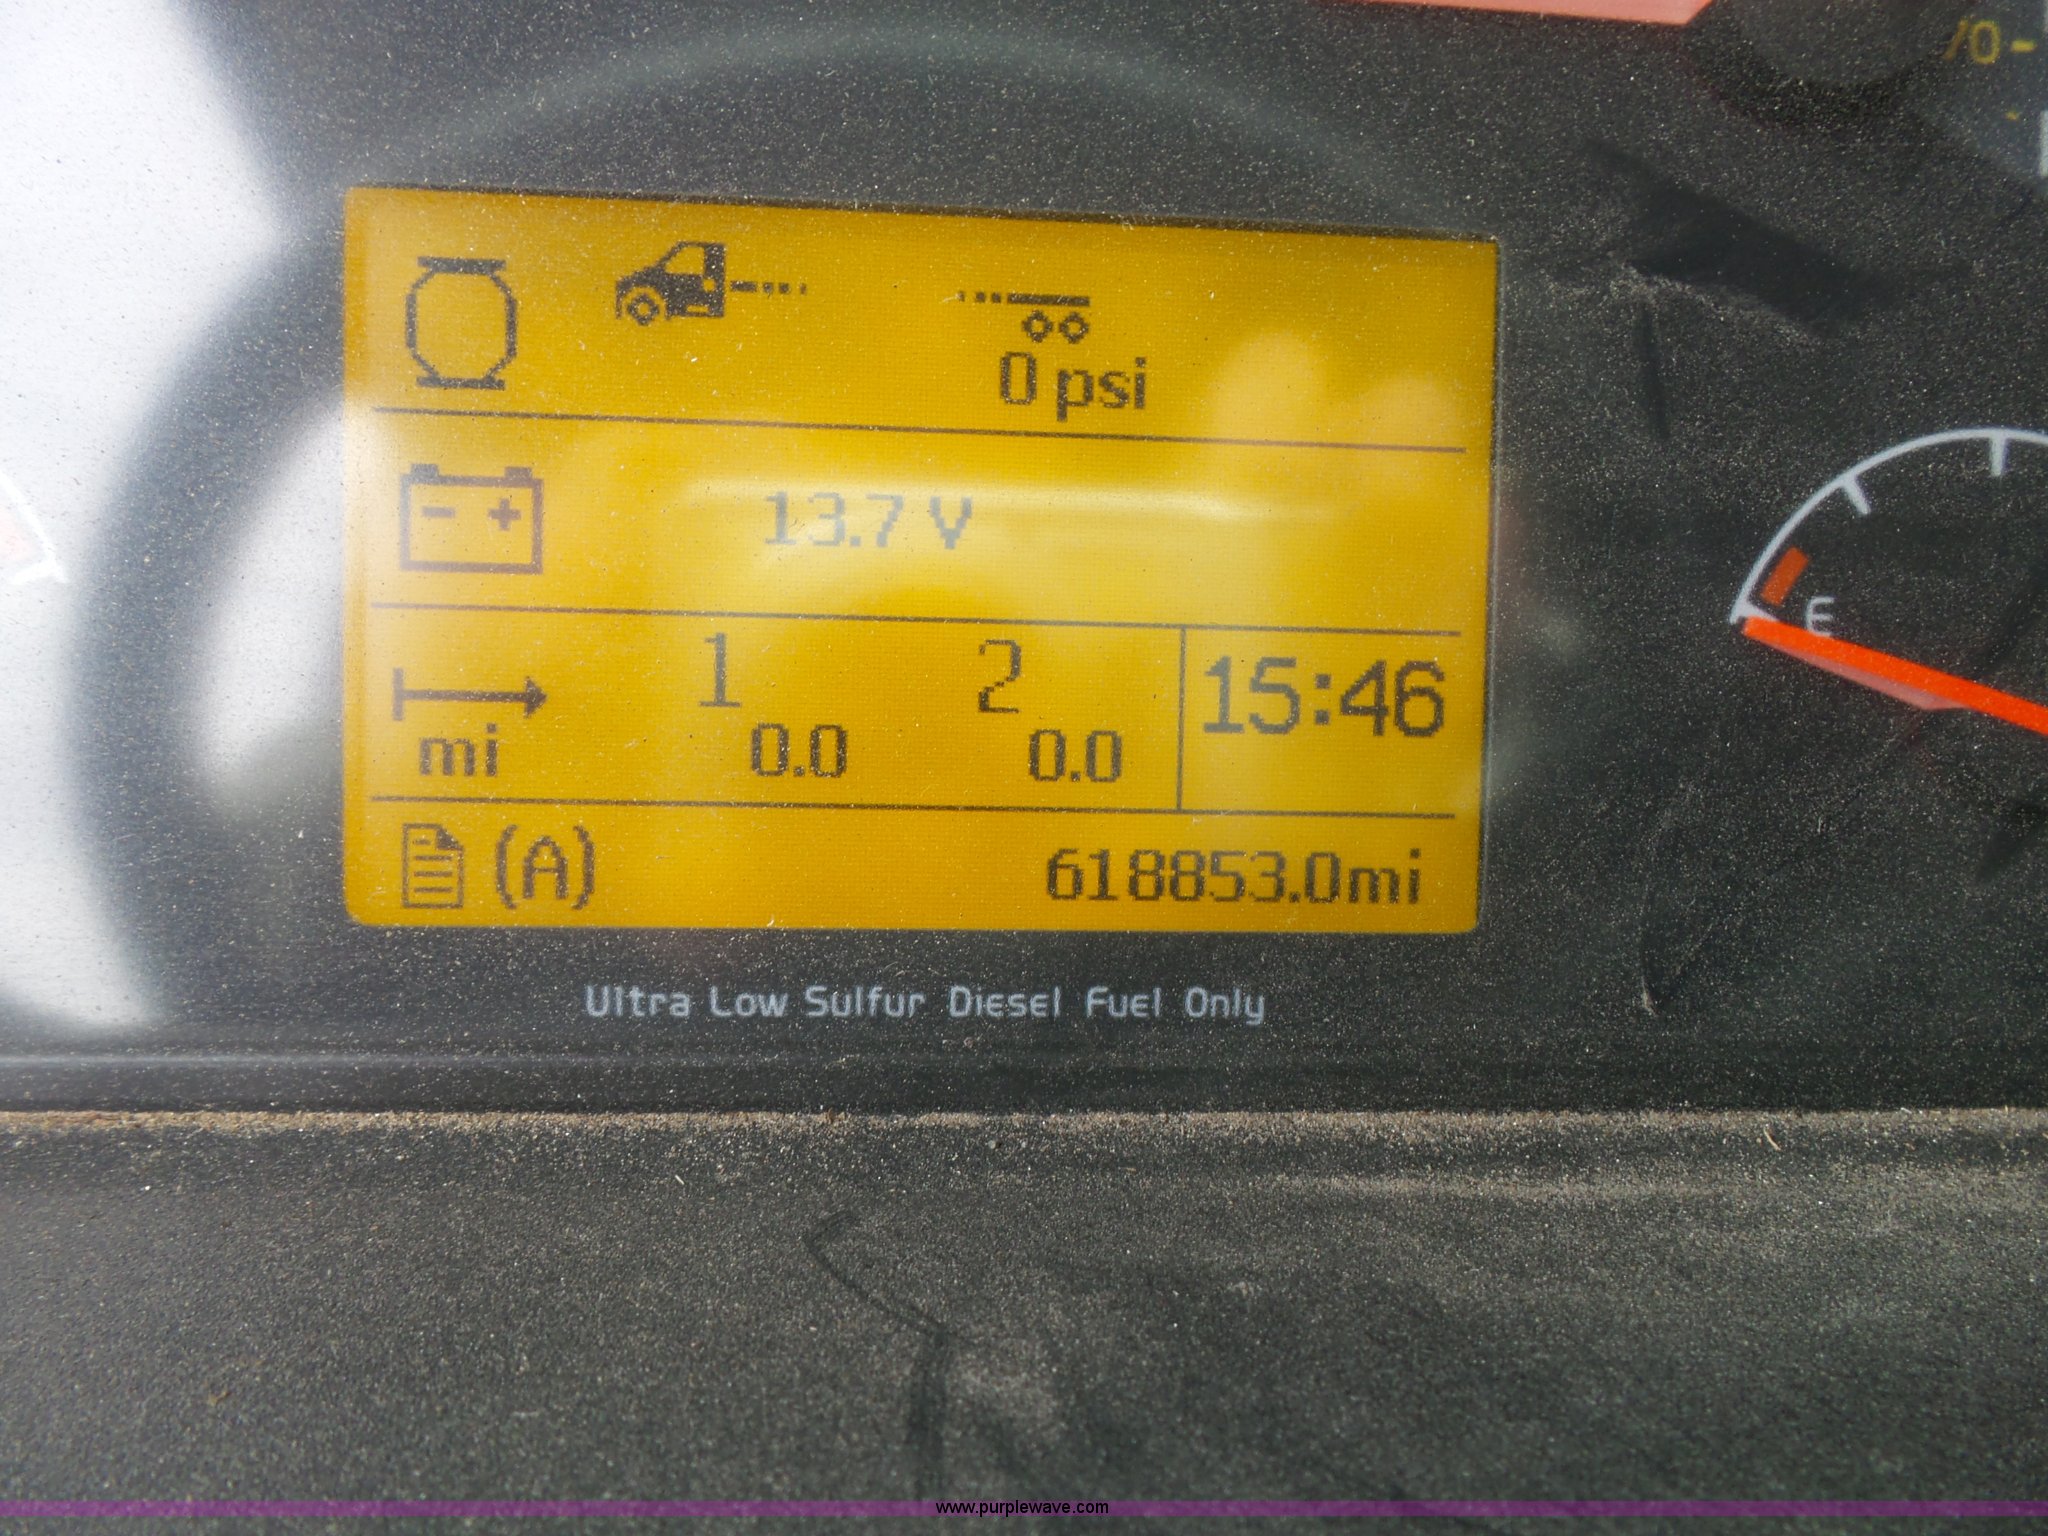 70
0 psi
- +
13.7 V
E
1 2
15:46
mi 0.0 0.0
(A) 618853.0mi
Ultra Low Sulfur Diesel Fuel Only
www.purplewave.com